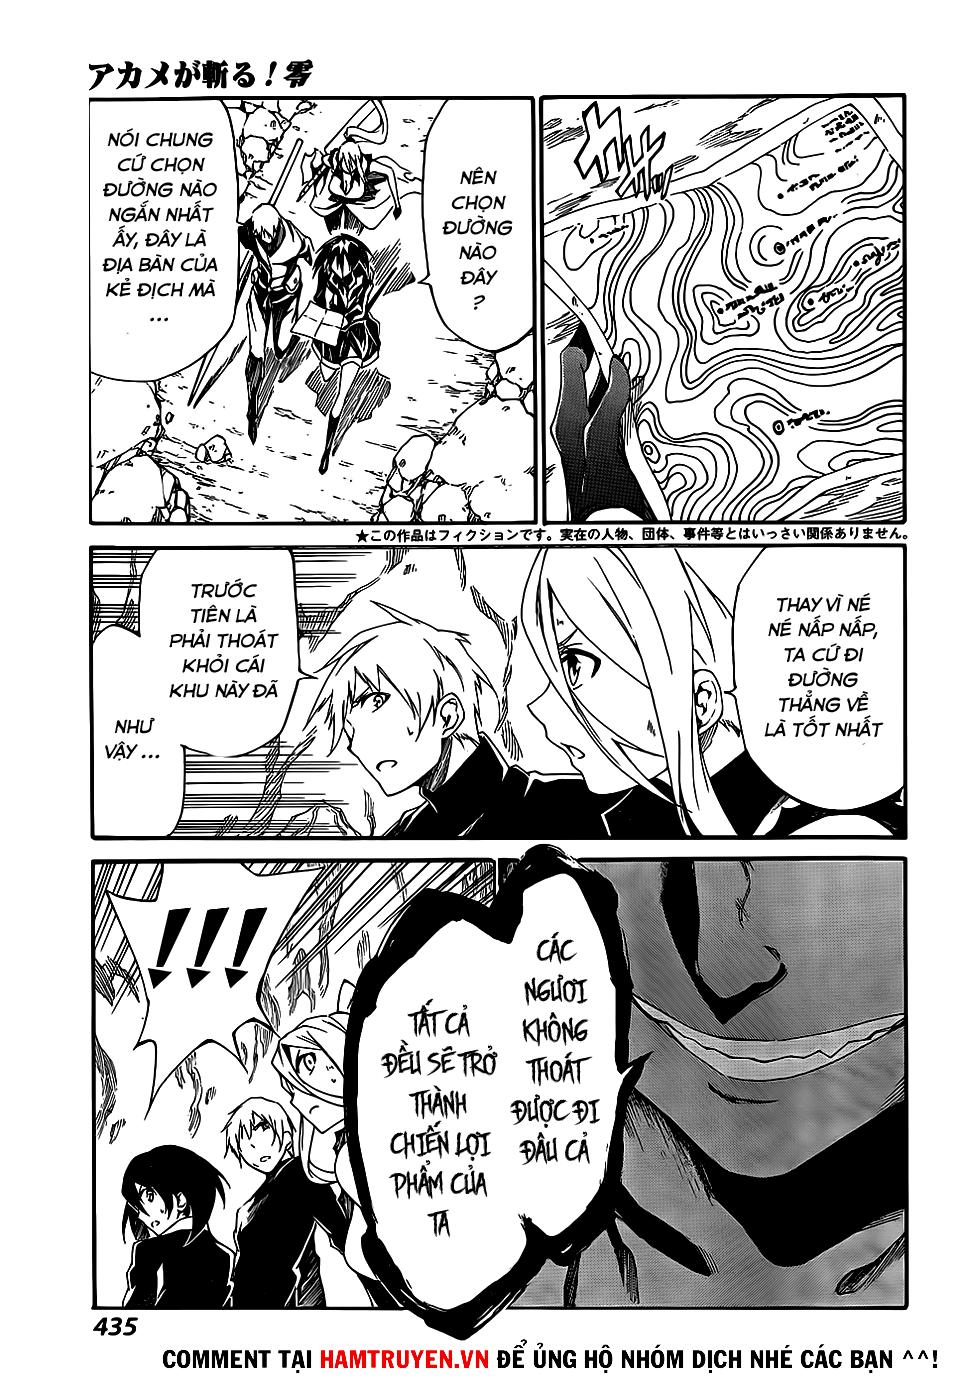 アカメが斬る！零
NÊN
CHỌN
ĐƯỜNG
NÀO
ĐÂY
?
NÓI CHUNG
CỨ CHỌN
ĐƯỜNG NÀO
NGẮN NHẤT
ẤY, ĐÂY LÀ
ĐỊA BÀN CỦA
KẺ ĐỊCH MÀ
...
★この作品はフィクションです。実在の人物、団体、事件等とはいっさい関係ありません。
THAY VÌ NÉ
NÉ NẤP NẤP,
TA CỨ ĐI
ĐƯỜNG
THẲNG VỀ
LÀ TỐT NHẤT
TRƯỚC
TIÊN LÀ
PHẢI THOÁT
KHỎI CÁI
KHU NÀY ĐÃ
NHƯ
VẬY ...
CÁC
NGƯƠI
KHÔNG
THOÁT
ĐƯỢC ĐI
ĐÂU CẢ
TẤT CẢ
ĐỀU SẼ TRỞ
THÀNH
CHIẾN LỢI
PHẨM CỦA
TA
!!!
435
COMMENT TẠI HAMTRUYEN.VN ĐỂ ỦNG HỘ NHÓM DỊCH NHÉ CÁC BẠN ^^!